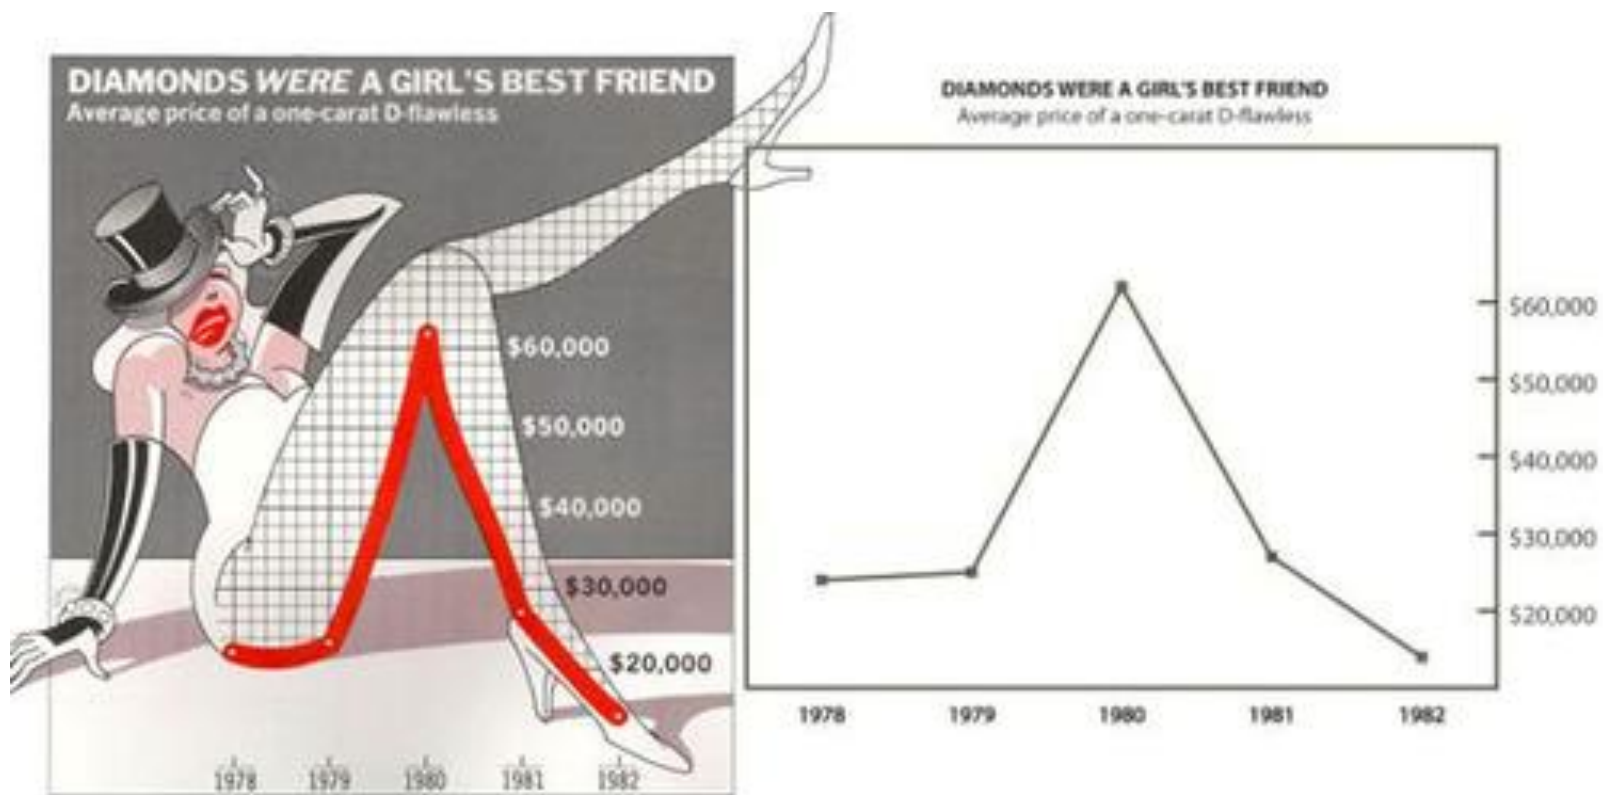 DIAMONDS WERE A GIRL'S BEST FRIEND
Average price of a one-carat D-flawless
$60,000
$50,000
$40,000
$30,000
$20,000
1978 1979 1980 1981 1982
DIAMONDS WERE A GIRL'S BEST FRIEND
Average price of a one-carat D-flawless
$60,000
$50,000
$40,000
$30,000
$20,000
1978 1979 1980 1981 1982